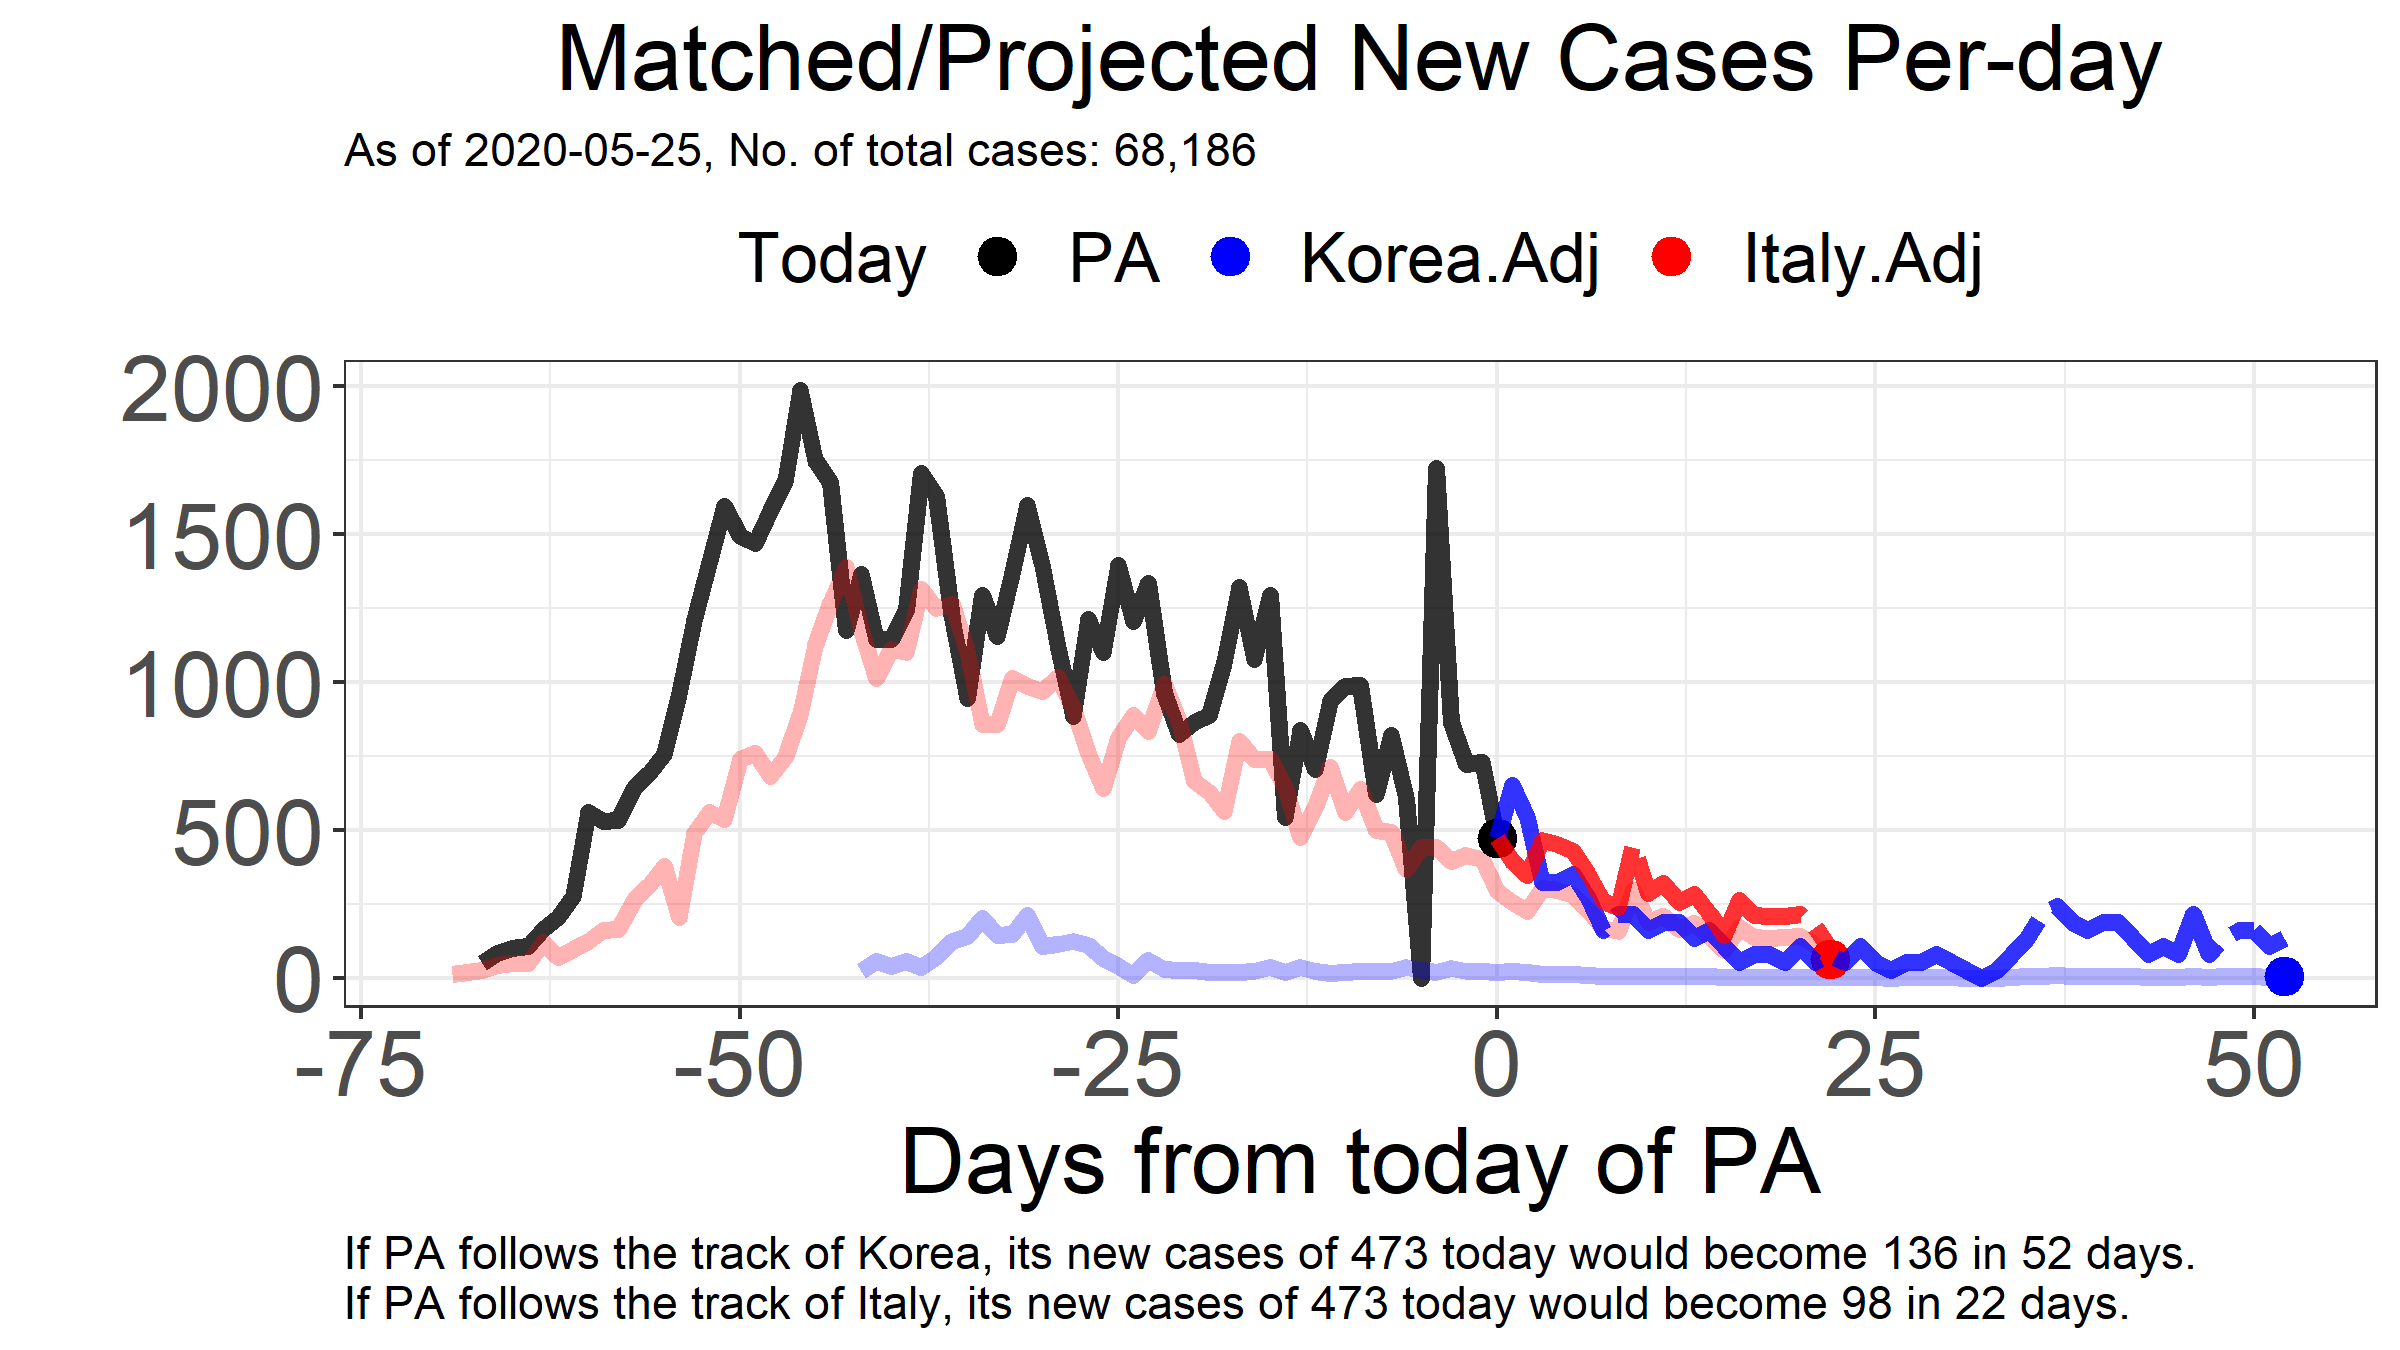 Matched/Projected New Cases Per-day
As of 2020-05-25, No. of total cases: 68,186
Today PA Korea.Adj Italy.Adj
2000
1500
1000
500
0
-75 -50 -25 0 25 50
Days from today of PA
If PA follows the track of Korea, its new cases of 473 today would become 136 in 52 days.
If PA follows the track of Italy, its new cases of 473 today would become 98 in 22 days.